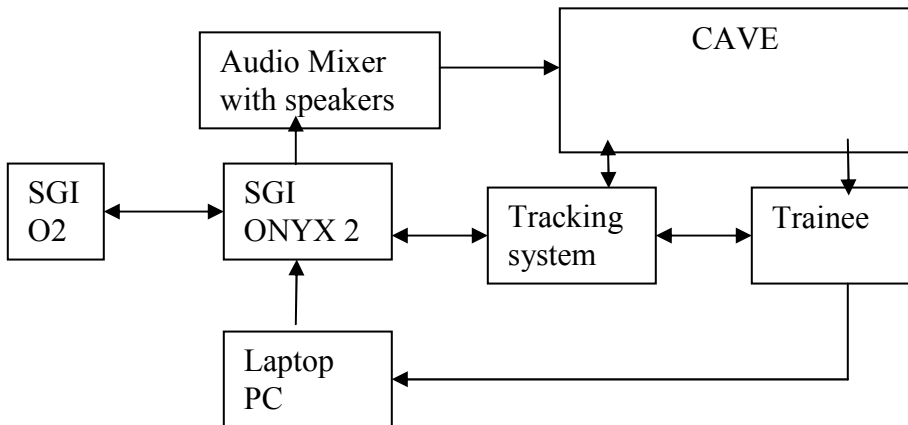 CAVE
Audio Mixer
with speakers
SGI
O2
SGI
ONYX 2
Tracking
system
Trainee
Laptop
PC